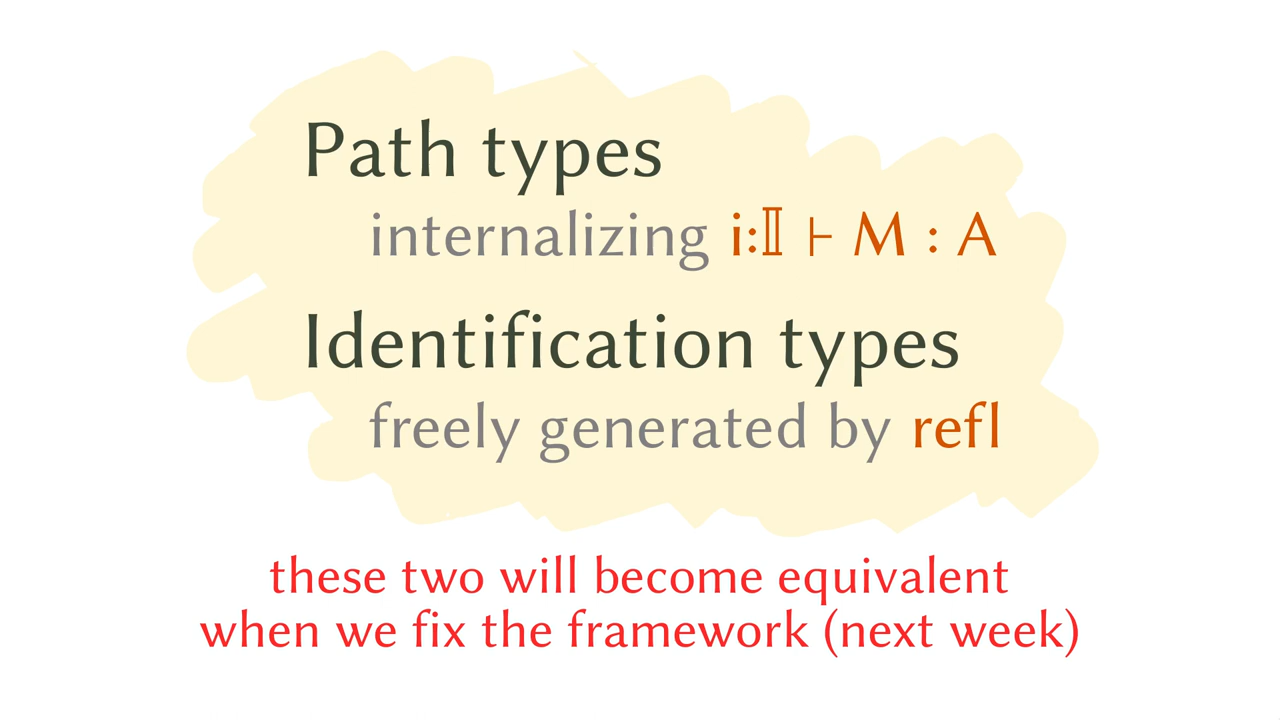 Path types
internalizing i:𝕀 ⊢ M : A
Identification types
freely generated by refl
these two will become equivalent
when we fix the framework (next week)